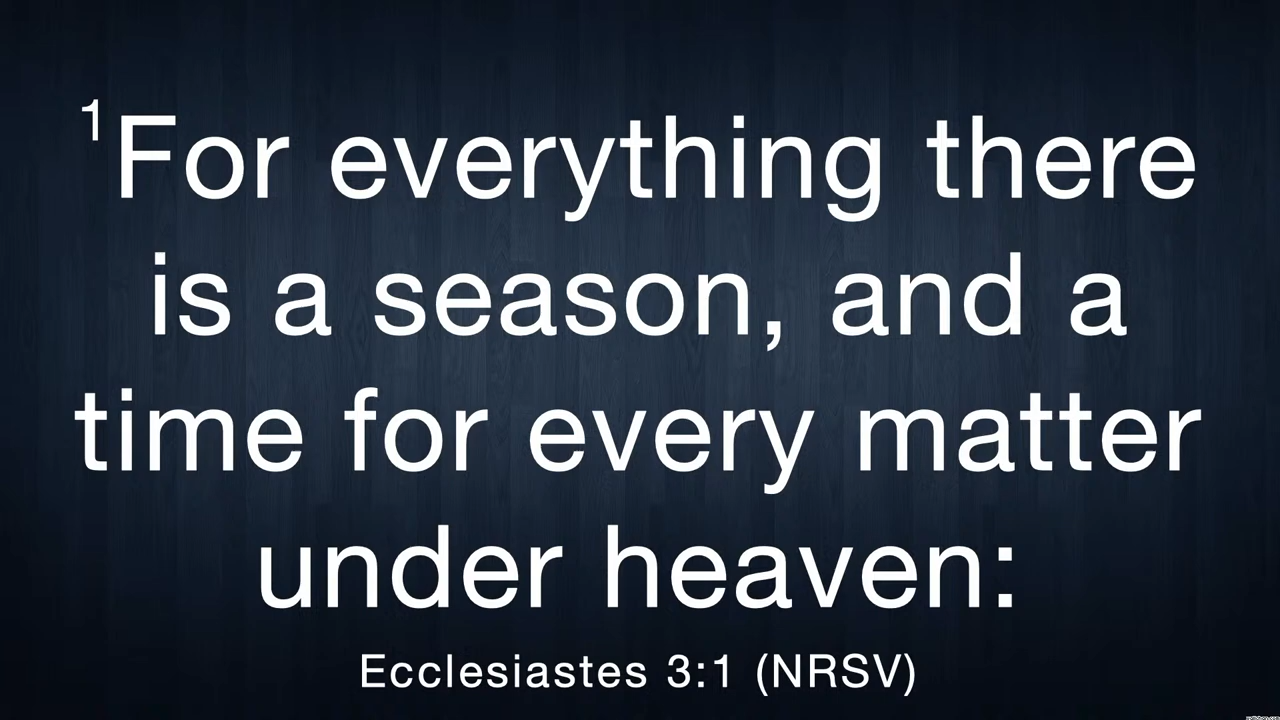 ¹For everything there
is a season, and a
time for every matter
under heaven:
Ecclesiastes 3:1 (NRSV)